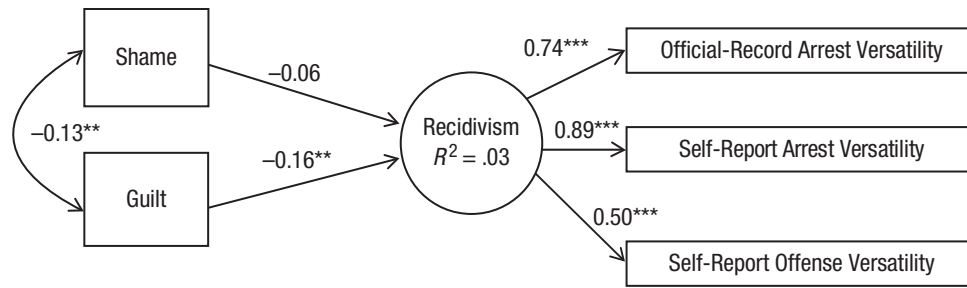 Shame
–0.06
–0.13**
Guilt
–0.16**
Recidivism
R² = .03
0.74***
Official-Record Arrest Versatility
0.89***
Self-Report Arrest Versatility
0.50***
Self-Report Offense Versatility